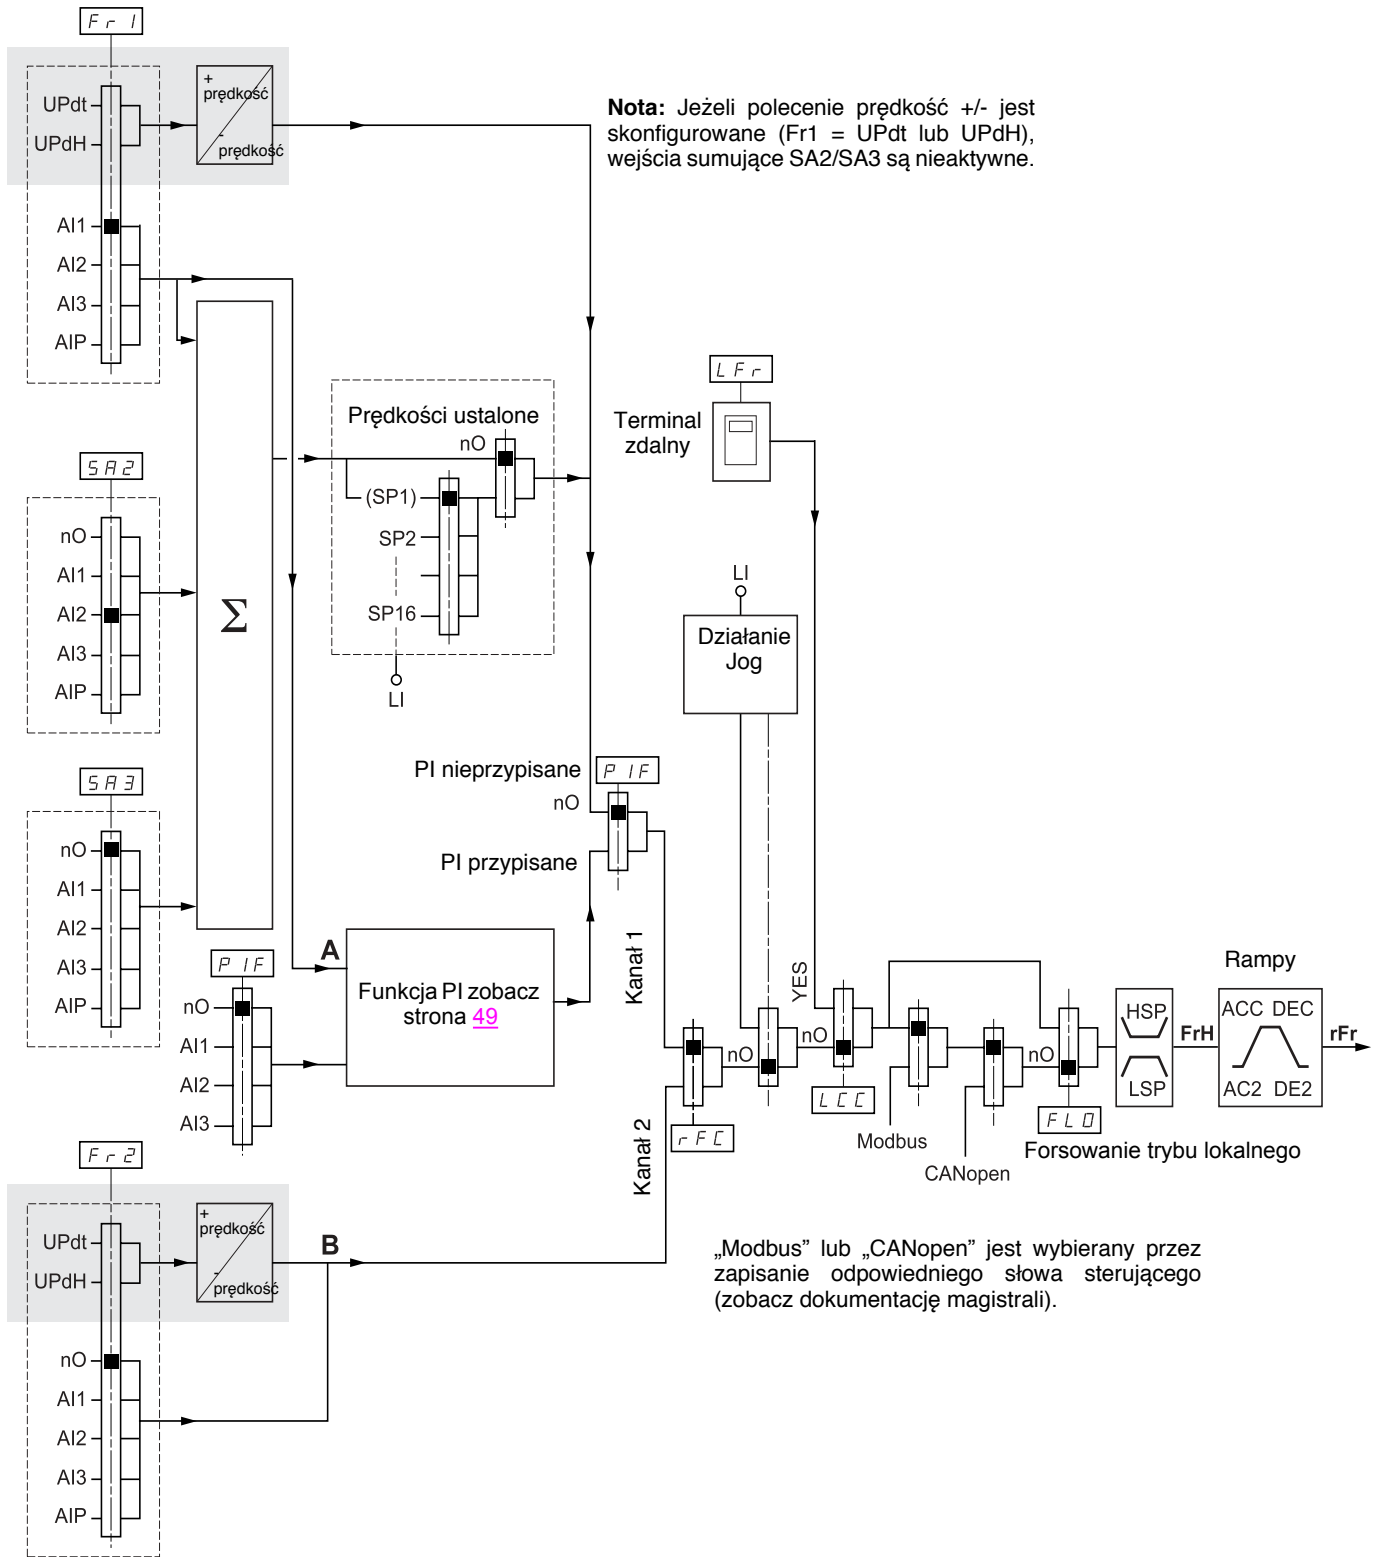 Fr1
+
prędkość
-
prędkość
UPdt
UPdH
AI1
AI2
AI3
AIP
Nota: Jeżeli polecenie prędkość +/- jest
skonfigurowane (Fr1 = UPdt lub UPdH),
wejścia sumujące SA2/SA3 są nieaktywne.
SA2
nO
AI1
AI2
AI3
AIP
Σ
Prędkości ustalone
nO
(SP1)
SP2
SP16
LI
LFr
Terminal
zdalny
LI
Działanie
Jog
SA3
nO
AI1
AI2
AI3
AIP
PI nieprzypisane
PIF
nO
PI przypisane
A
PIF
nO
AI1
AI2
AI3
Funkcja PI zobacz
strona 49
Kanał 1
Kanał 2
rFC
nO
YES
nO
LCC
Modbus
CANopen
nO
FLO
Forsowanie trybu lokalnego
HSP
LSP
FrH
Rampy
ACC DEC
AC2 DE2
rFr
Fr2
+
prędkość
-
prędkość
UPdt
UPdH
B
nO
AI1
AI2
AI3
AIP
„Modbus” lub „CANopen” jest wybierany przez
zapisanie odpowiedniego słowa sterującego
(zobacz dokumentację magistrali).